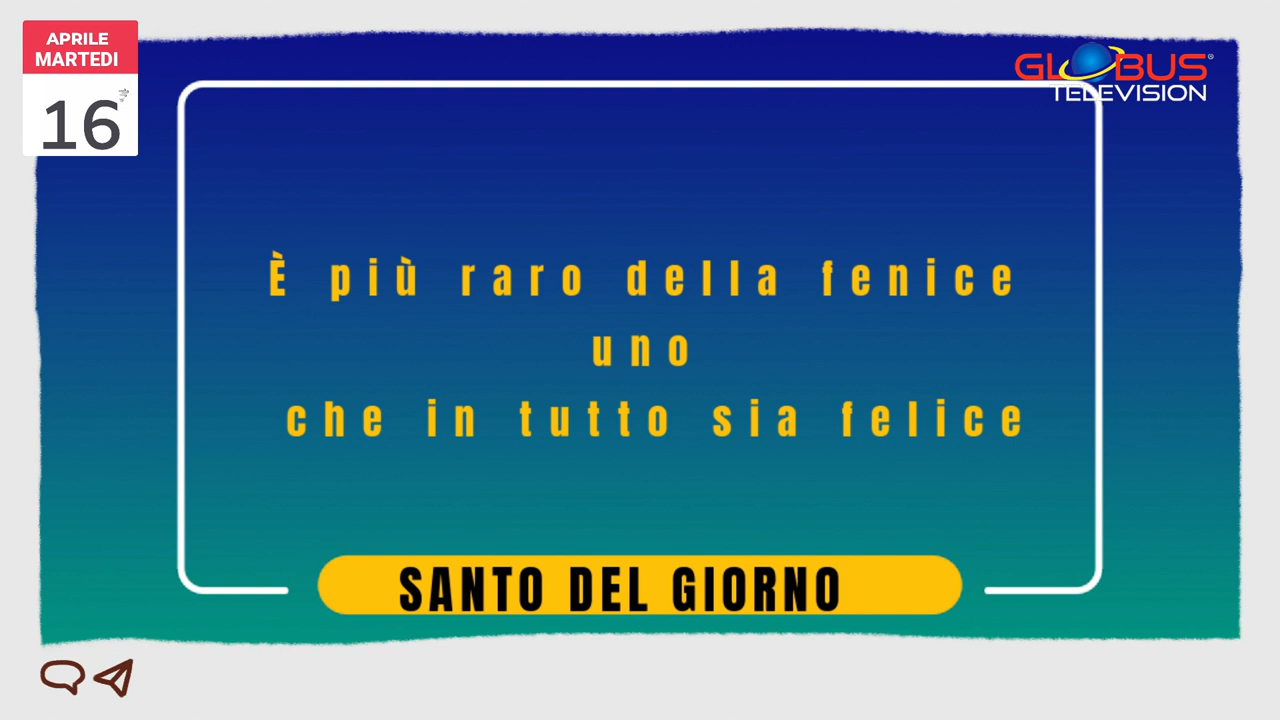 APRILE
MARTEDI
16
GLOBUS®
TELEVISION
È più raro della fenice
uno
che in tutto sia felice
SANTO DEL GIORNO